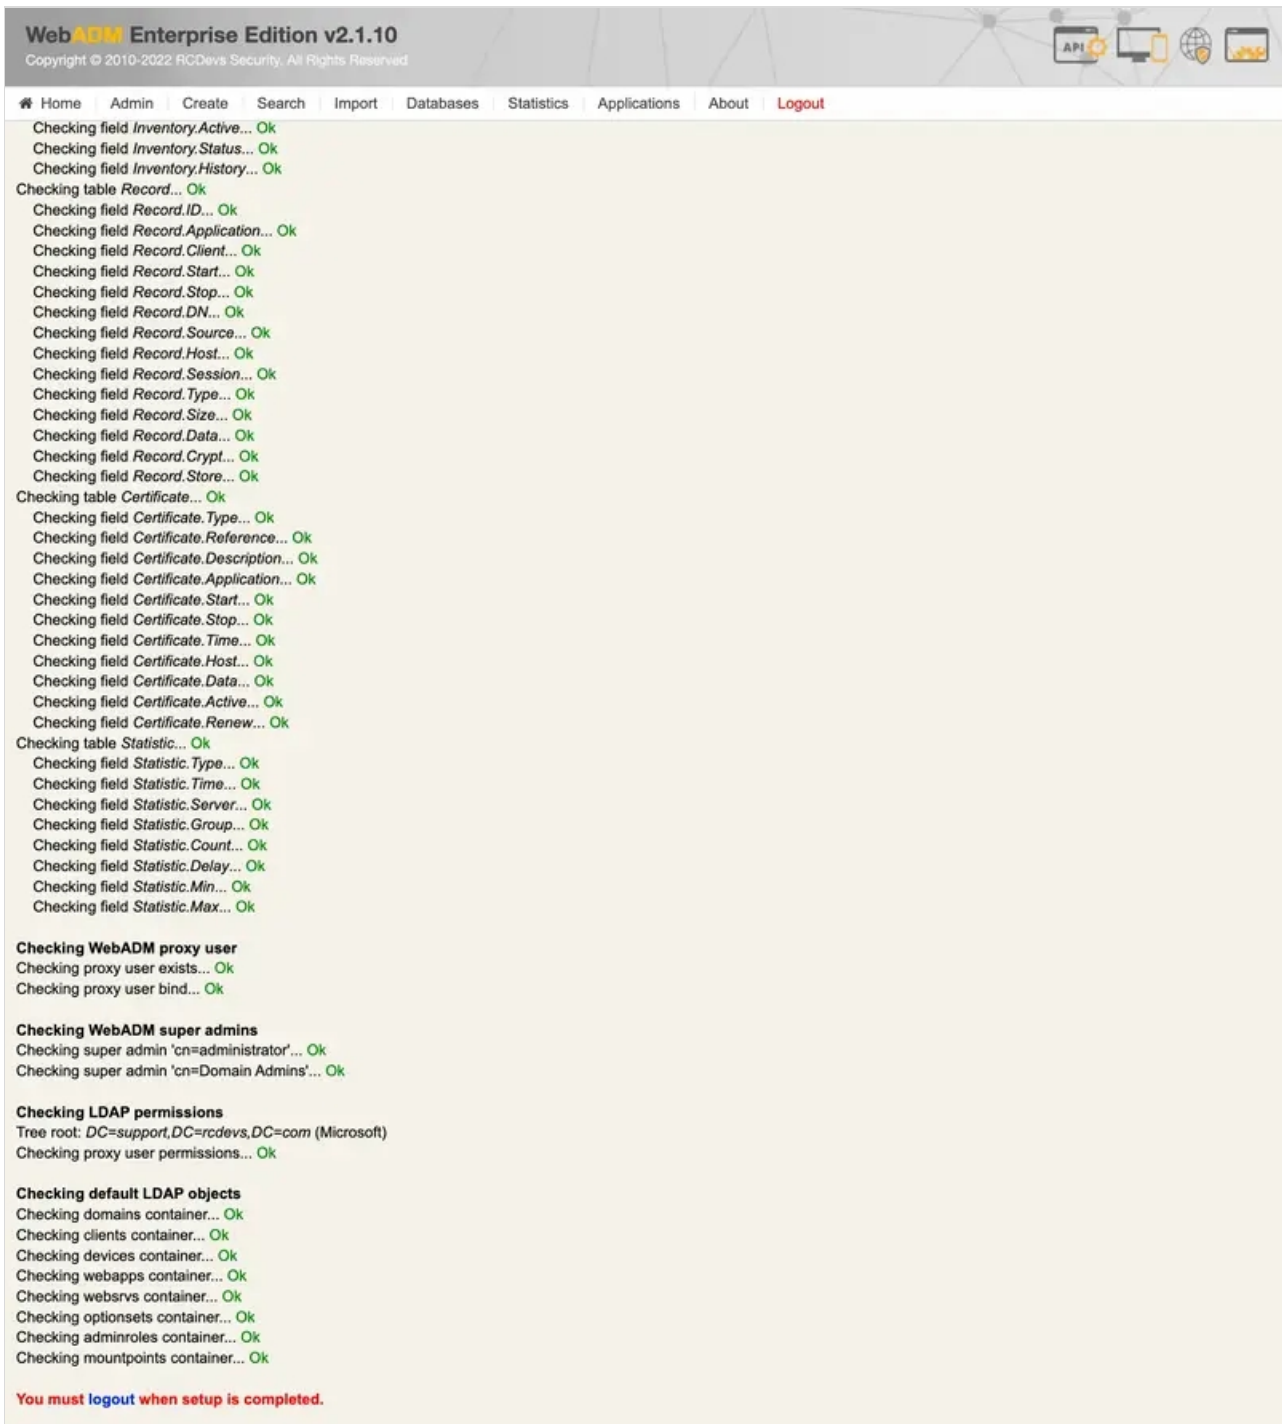 WebADM Enterprise Edition v2.1.10
Copyright © 2010-2022 RCDevs Security, All Rights Reserved
API
Home Admin Create Search Import Databases Statistics Applications About Logout
Checking field Inventory.Active... Ok
Checking field Inventory.Status... Ok
Checking field Inventory.History... Ok
Checking table Record... Ok
Checking field Record.ID... Ok
Checking field Record.Application... Ok
Checking field Record.Client... Ok
Checking field Record.Start... Ok
Checking field Record.Stop... Ok
Checking field Record.DN... Ok
Checking field Record.Source... Ok
Checking field Record.Host... Ok
Checking field Record.Session... Ok
Checking field Record.Type... Ok
Checking field Record.Size... Ok
Checking field Record.Data... Ok
Checking field Record.Crypt... Ok
Checking field Record.Store... Ok
Checking table Certificate... Ok
Checking field Certificate.Type... Ok
Checking field Certificate.Reference... Ok
Checking field Certificate.Description... Ok
Checking field Certificate.Application... Ok
Checking field Certificate.Start... Ok
Checking field Certificate.Stop... Ok
Checking field Certificate.Time... Ok
Checking field Certificate.Host... Ok
Checking field Certificate.Data... Ok
Checking field Certificate.Active... Ok
Checking field Certificate.Renew... Ok
Checking table Statistic... Ok
Checking field Statistic.Type... Ok
Checking field Statistic.Time... Ok
Checking field Statistic.Server... Ok
Checking field Statistic.Group... Ok
Checking field Statistic.Count... Ok
Checking field Statistic.Delay... Ok
Checking field Statistic.Min... Ok
Checking field Statistic.Max... Ok
Checking WebADM proxy user
Checking proxy user exists... Ok
Checking proxy user bind... Ok
Checking WebADM super admins
Checking super admin 'cn=administrator'... Ok
Checking super admin 'cn=Domain Admins'... Ok
Checking LDAP permissions
Tree root: DC=support,DC=rcdevs,DC=com (Microsoft)
Checking proxy user permissions... Ok
Checking default LDAP objects
Checking domains container... Ok
Checking clients container... Ok
Checking devices container... Ok
Checking webapps container... Ok
Checking websrvs container... Ok
Checking optionsets container... Ok
Checking adminroles container... Ok
Checking mountpoints container... Ok
You must logout when setup is completed.